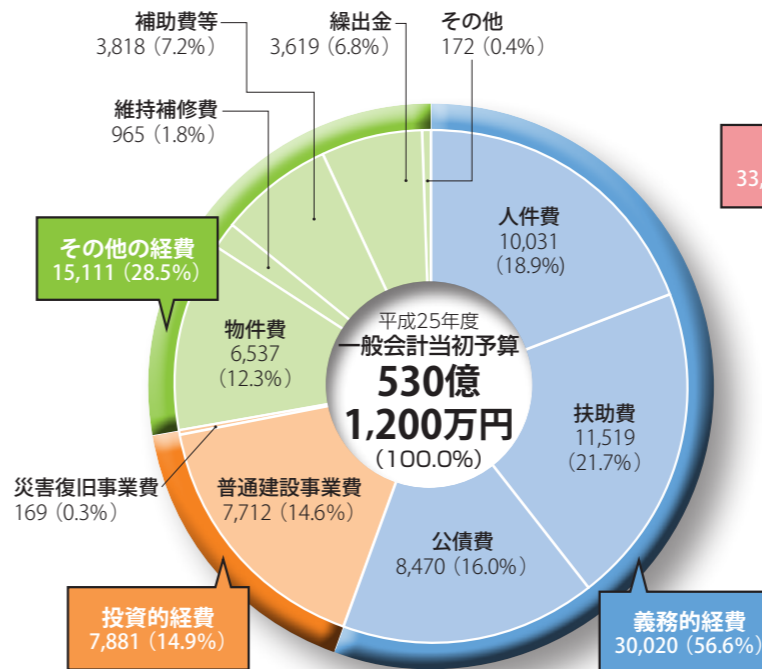 補助費等
3,818（7.2%）
繰出金
3,619（6.8%）
その他
172（0.4%）
維持補修費
965（1.8%）
その他の経費
15,111（28.5%）
33,
人件費
10,031
（18.9%）
物件費
6,537
（12.3%）
平成25年度
一般会計当初予算
530億
1,200万円
（100.0%）
扶助費
11,519
（21.7%）
災害復旧事業費
169（0.3%）
普通建設事業費
7,712（14.6%）
公債費
8,470（16.0%）
投資的経費
7,881（14.9%）
義務的経費
30,020（56.6%）